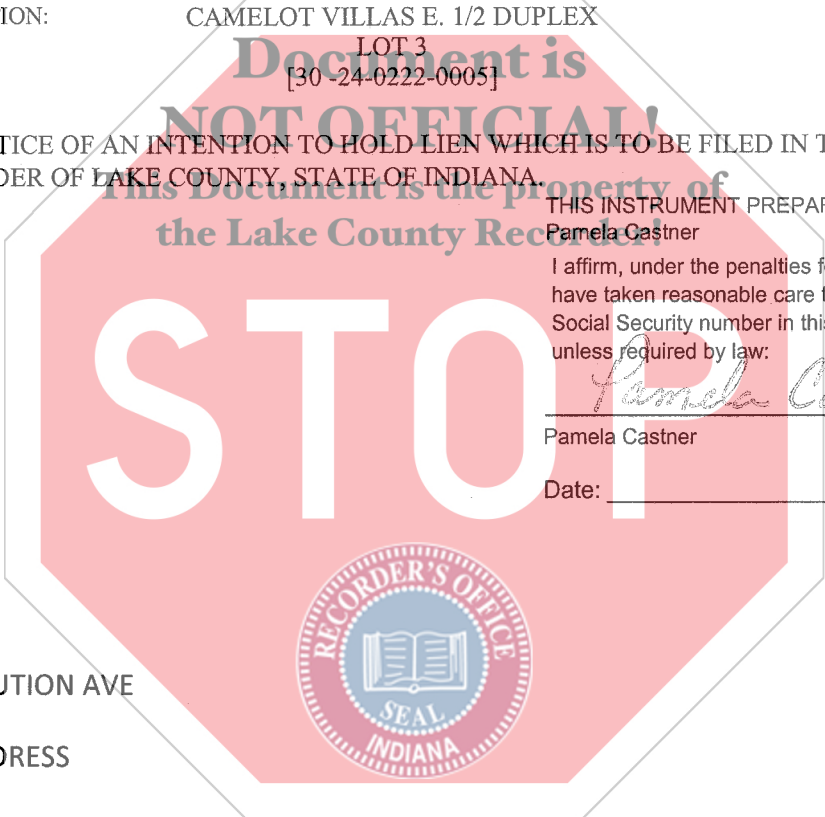 ION: CAMELOT VILLAS E. 1/2 DUPLEX
LOT 3
Document is
[30 -24-0222-0005]
NOT OFFICIAL!
TICE OF AN INTENTION TO HOLD LIEN WHICH IS TO BE FILED IN T
DER OF LAKE COUNTY, STATE OF INDIANA.
This Document is the property of
the Lake County Recorder!
THIS INSTRUMENT PREPAR
Pamela Castner
I affirm, under the penalties f
have taken reasonable care t
Social Security number in this
unless required by law:
Pamela C
Pamela Castner
Date:
STOP
RECORDER'S OFFICE
SEAL
INDIANA
UTION AVE
DRESS